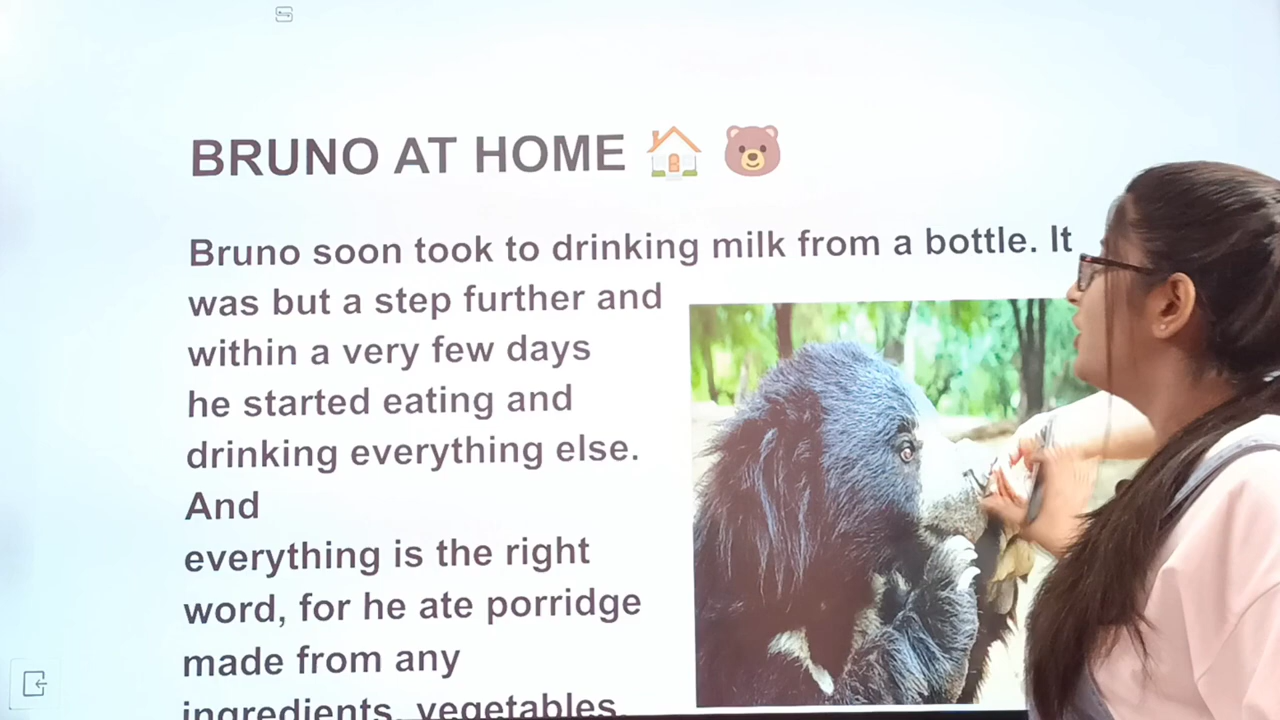 BRUNO AT HOME
Bruno soon took to drinking milk from a bottle. It
was but a step further and
within a very few days
he started eating and
drinking everything else.
And
everything is the right
word, for he ate porridge
made from any
ingredients, vegetables,